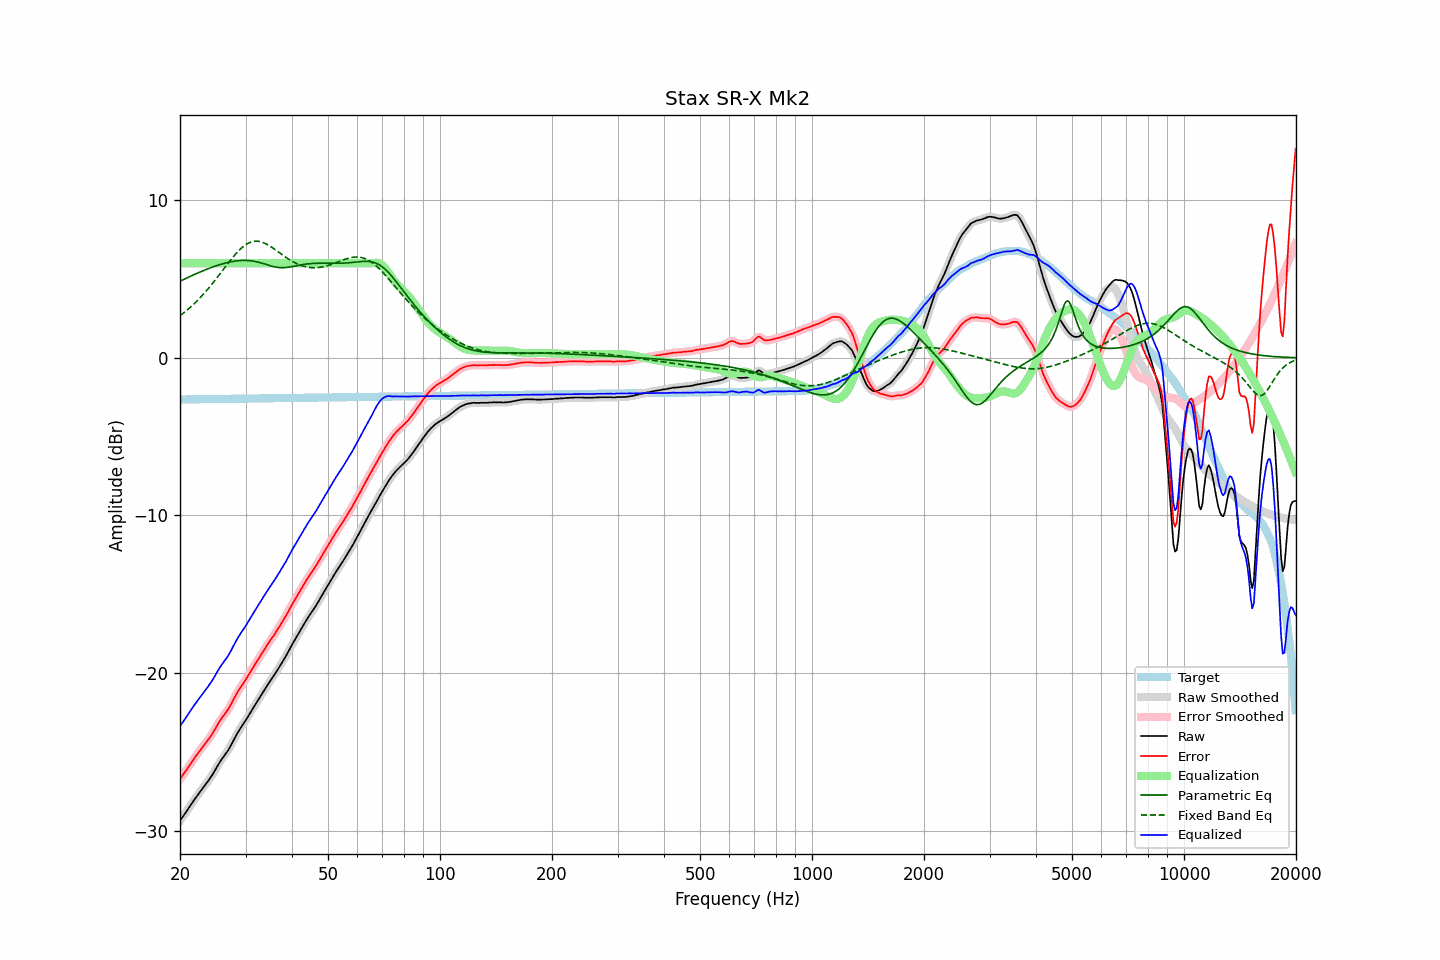 Stax SR-X Mk2
Amplitude (dBr)
10
0
−10
−20
−30
20
50
100
200
500
1000
2000
5000
10000
20000
Frequency (Hz)
Target
Raw Smoothed
Error Smoothed
Raw
Error
Equalization
Parametric Eq
Fixed Band Eq
Equalized